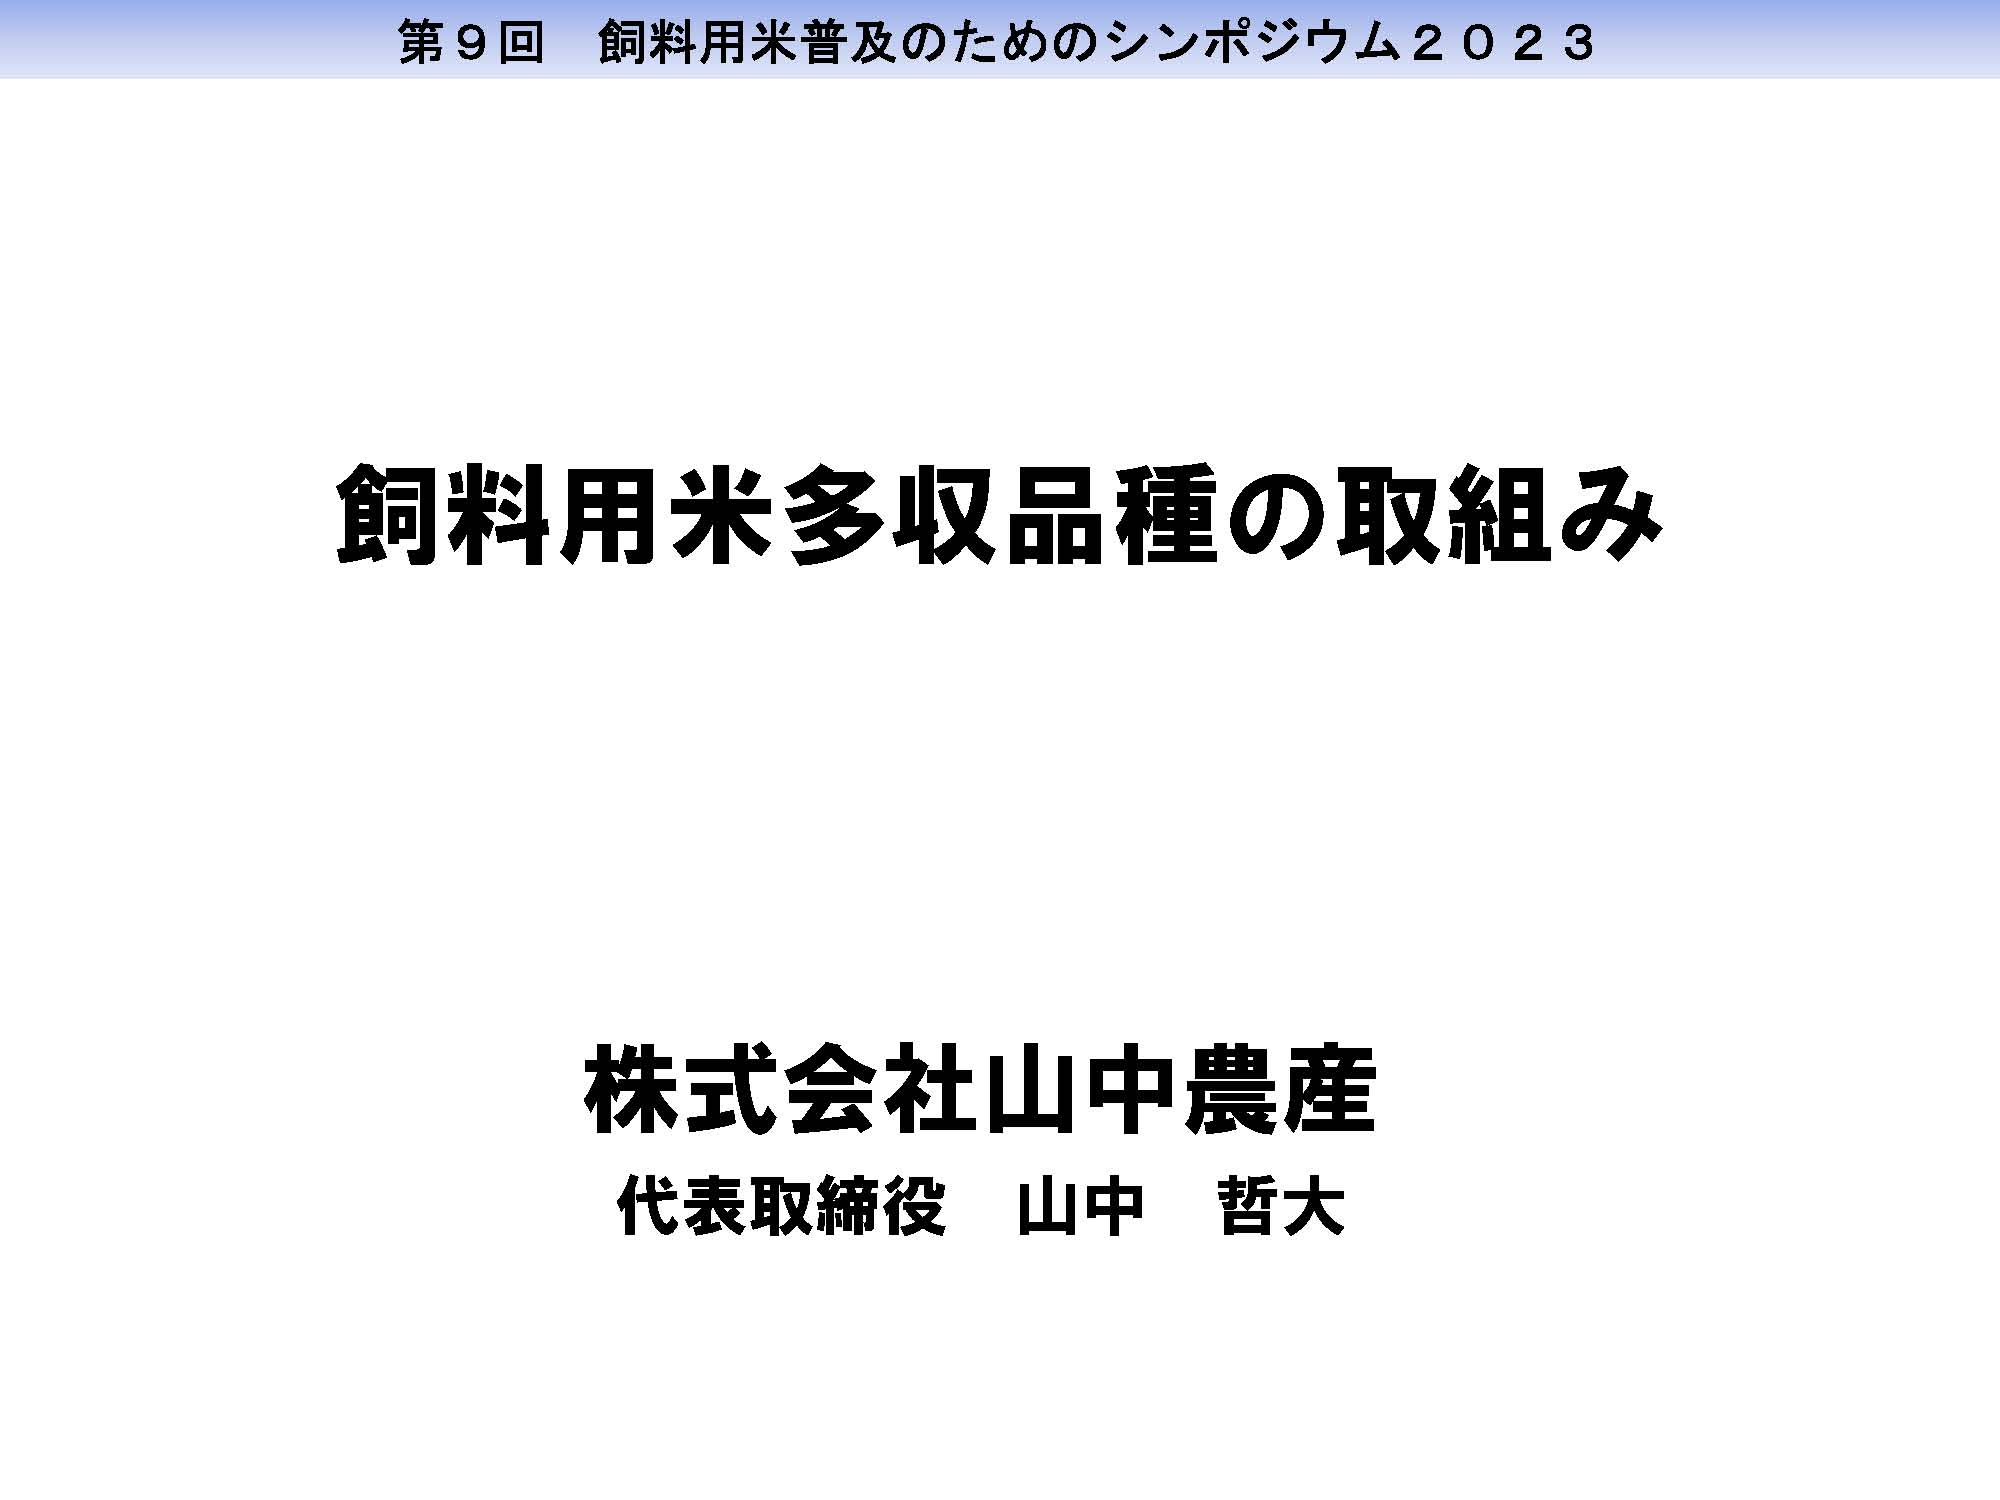 第９回　飼料用米普及のためのシンポジウム２０２３
飼料用米多収品種の取組み
株式会社山中農産
代表取締役　山中　哲大